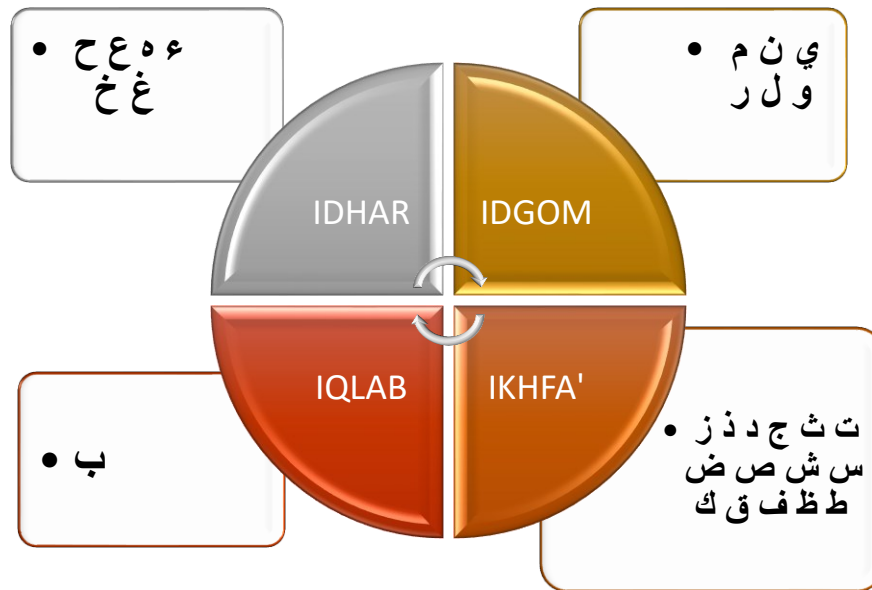 ء ه ع ح
غ خ
ي ن م
و ل ر
IDHAR
IDGOM
IQLAB
IKHFA'
ب
ت ث ج د ذ ز
س ش ص ض
ط ظ ف ق ك